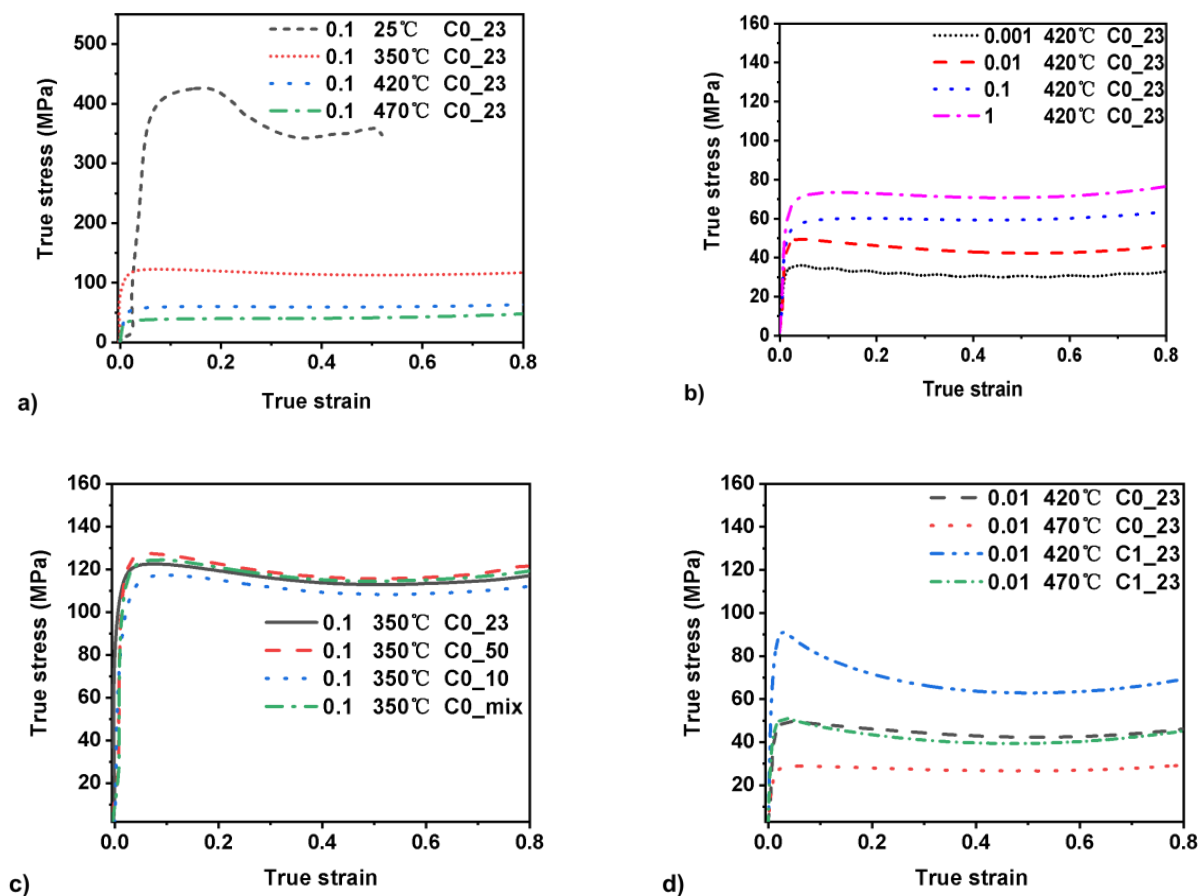 500
400
300
200
100
0
0.0 0.2 0.4 0.6 0.8
True stress (MPa)
True strain
0.1 25℃ C0_23
0.1 350℃ C0_23
0.1 420℃ C0_23
0.1 470℃ C0_23
a)
160
140
120
100
80
60
40
20
0
0.0 0.2 0.4 0.6 0.8
True stress (MPa)
True strain
0.001 420℃ C0_23
0.01 420℃ C0_23
0.1 420℃ C0_23
1 420℃ C0_23
b)
160
140
120
100
80
60
40
20
0.0 0.2 0.4 0.6 0.8
True stress (MPa)
True strain
0.1 350℃ C0_23
0.1 350℃ C0_50
0.1 350℃ C0_10
0.1 350℃ C0_mix
c)
160
140
120
100
80
60
40
20
0.0 0.2 0.4 0.6 0.8
True stress (MPa)
True strain
0.01 420℃ C0_23
0.01 470℃ C0_23
0.01 420℃ C1_23
0.01 470℃ C1_23
d)